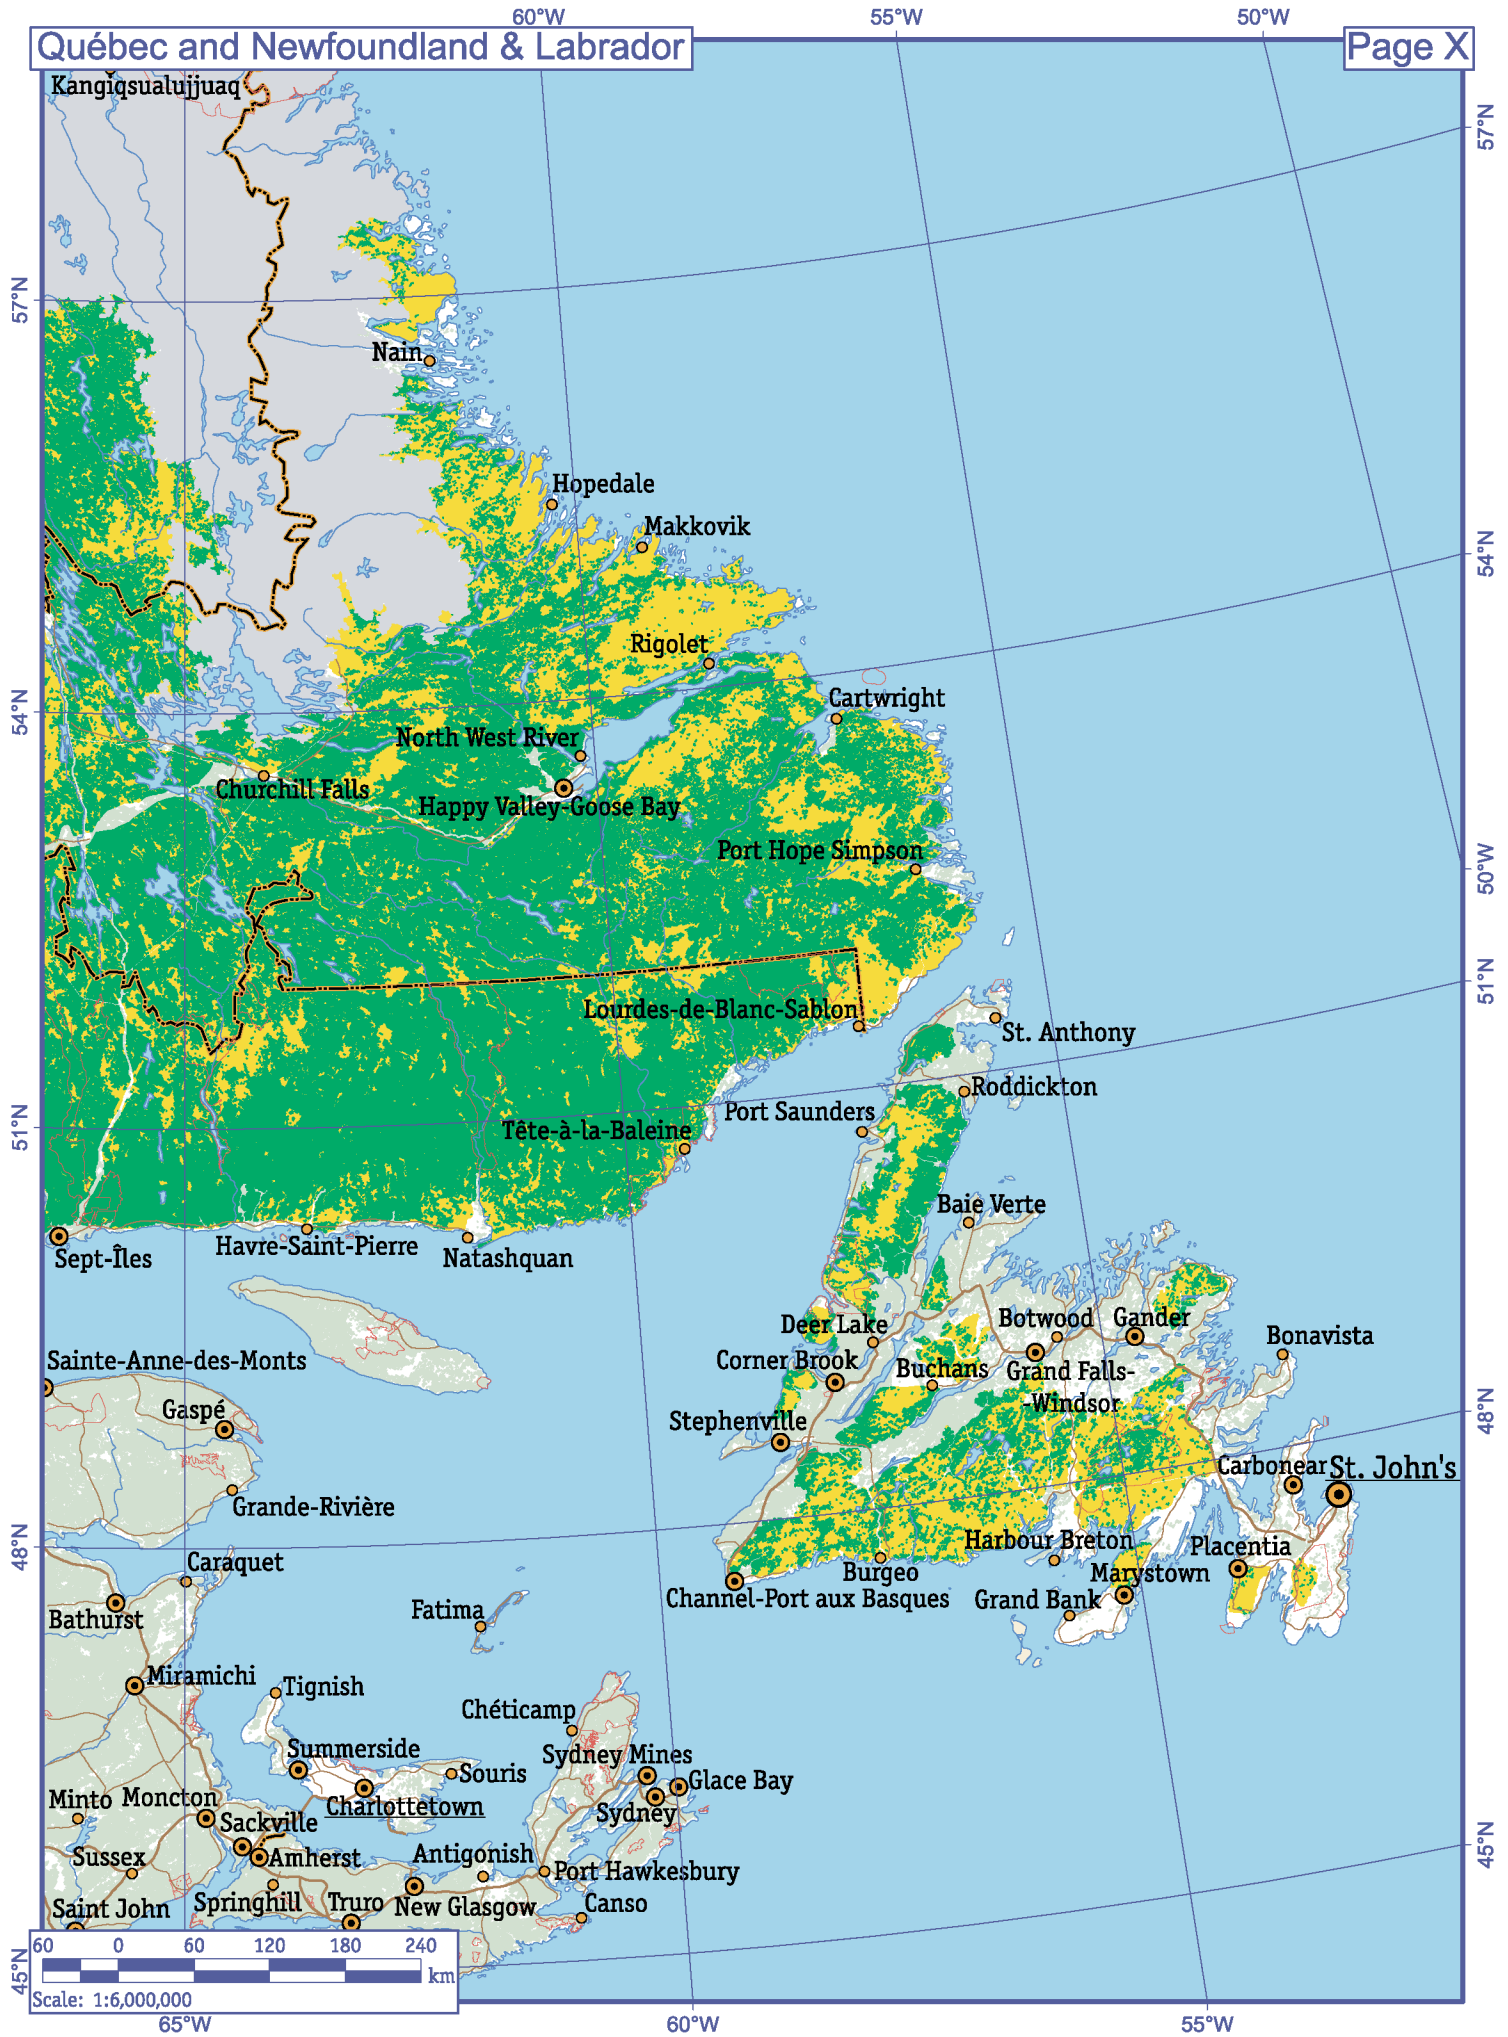 60°W
55°W
50°W
Québec and Newfoundland & Labrador
Page X
Kangiqsualujjuaq
57°N
57°N
Nain
Hopedale
Makkovik
54°N
Rigolet
Cartwright
54°N
North West River
Churchill Falls
Happy Valley-Goose Bay
Port Hope Simpson
50°W
51°N
Lourdes-de-Blanc-Sablon
St. Anthony
Roddickton
Port Saunders
51°N
Tête-à-la-Baleine
Baie Verte
Sept-Îles
Havre-Saint-Pierre
Natashquan
Deer Lake
Botwood
Gander
Bonavista
Sainte-Anne-des-Monts
Corner Brook
Buchans
Grand Falls-
-Windsor
48°N
Gaspé
Stephenville
Carbonear
St. John's
Grande-Rivière
48°N
Harbour Breton
Placentia
Caraquet
Burgeo
Marystown
Channel-Port aux Basques
Grand Bank
Bathurst
Fatima
Miramichi
Tignish
Chéticamp
Summerside
Sydney Mines
Souris
Glace Bay
Minto
Moncton
Charlottetown
Sydney
Sackville
45°N
Sussex
Amherst
Antigonish
Port Hawkesbury
Saint John
Springhill
Truro
New Glasgow
Canso
45°N
60 0 60 120 180 240
km
Scale: 1:6,000,000
65°W
60°W
55°W